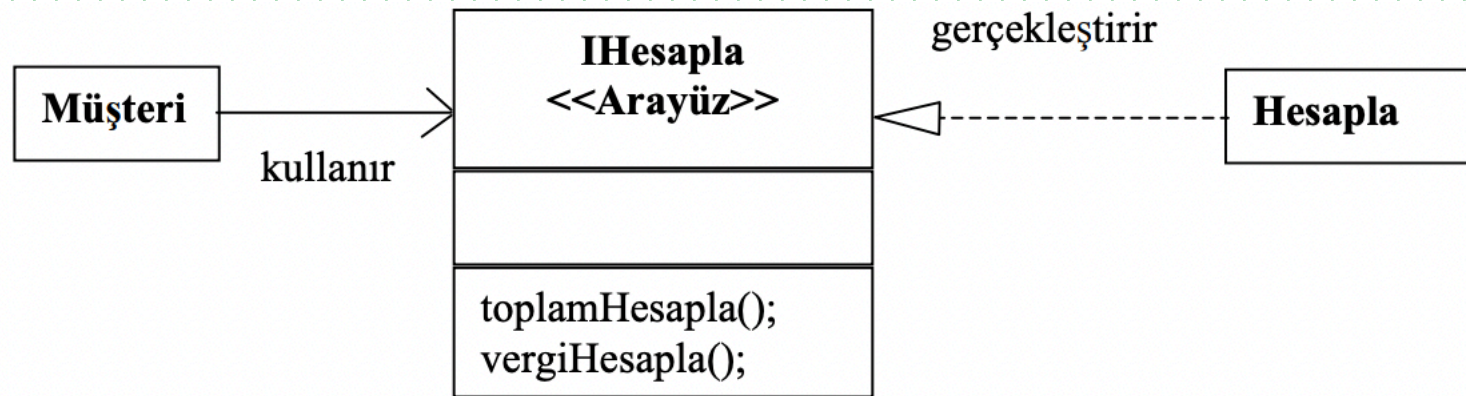 gerçekleştirir
IHesapla
<<Arayüz>>
Müşteri
Hesapla
kullanır
toplamHesapla();
vergiHesapla();